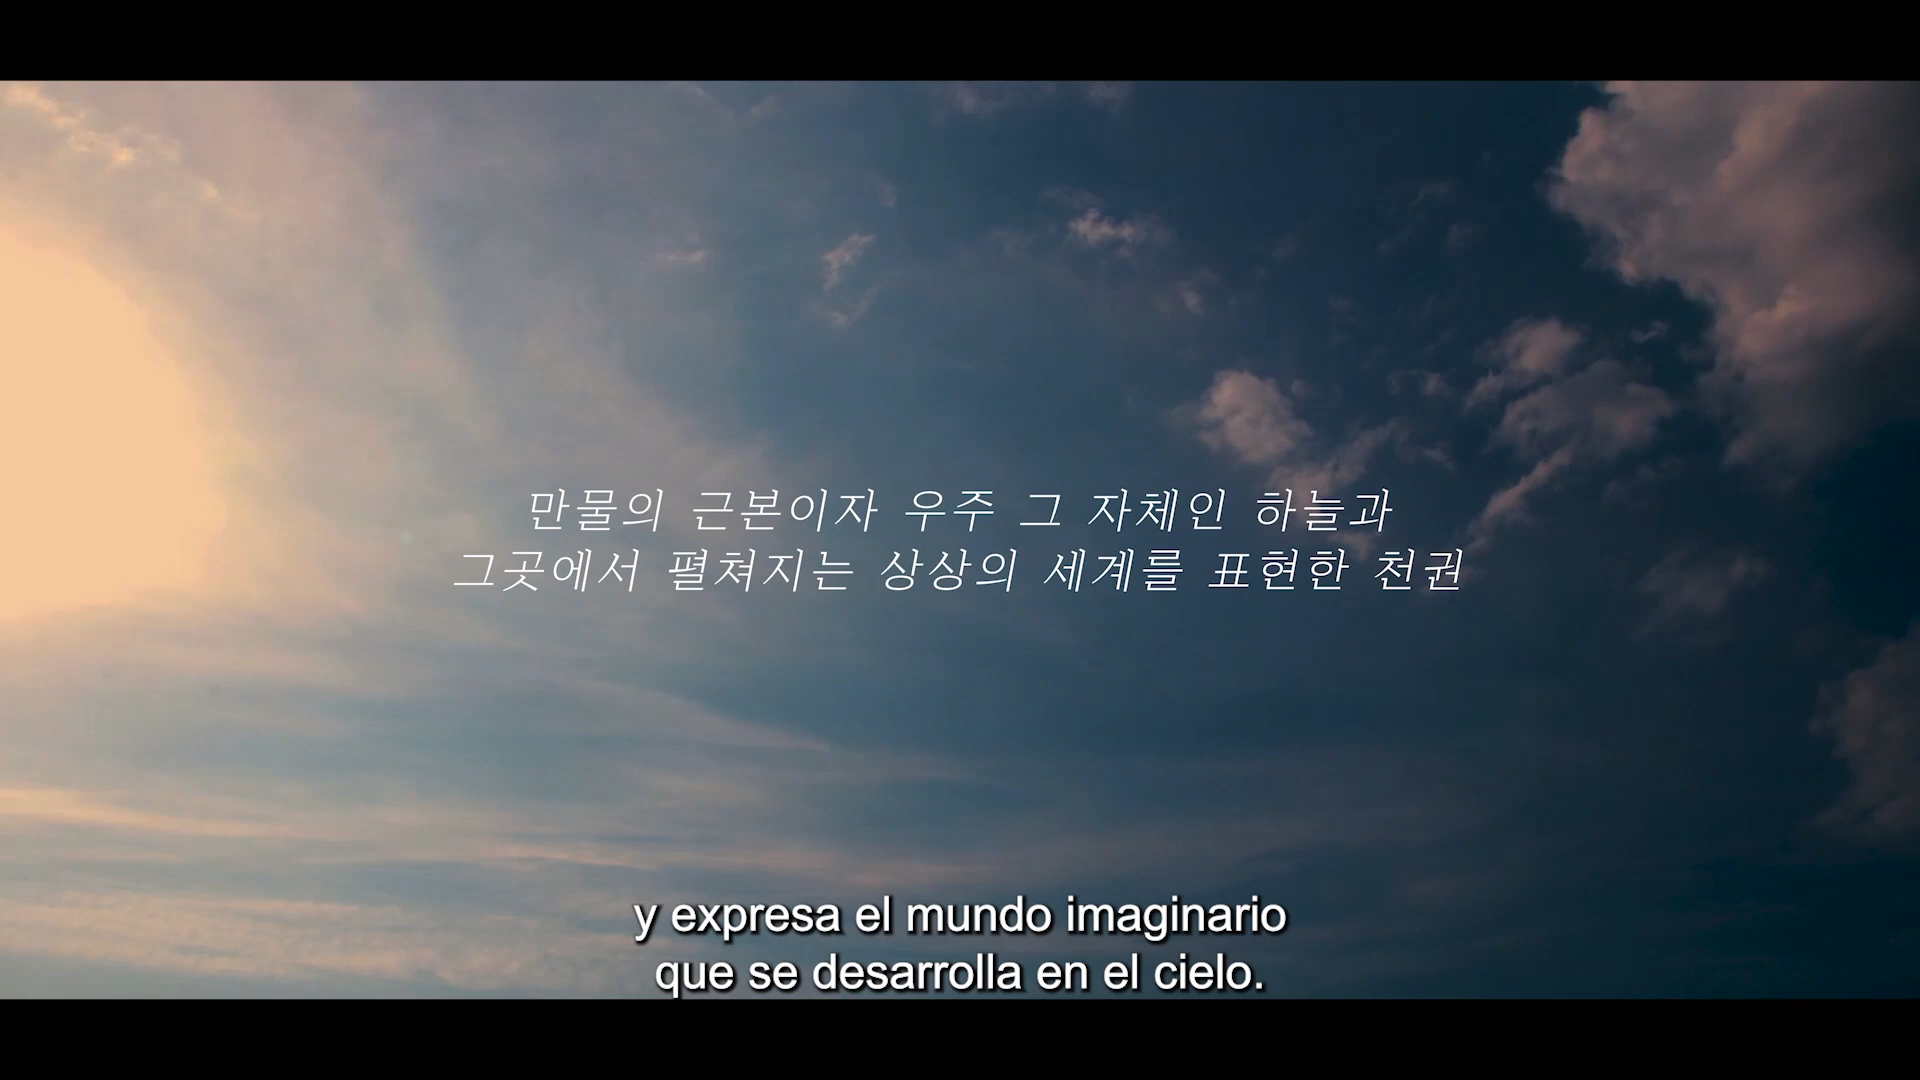 만물의 근본이자 우주 그 자체인 하늘과
그곳에서 펼쳐지는 상상의 세계를 표현한 천권
y expresa el mundo imaginario
que se desarrolla en el cielo.